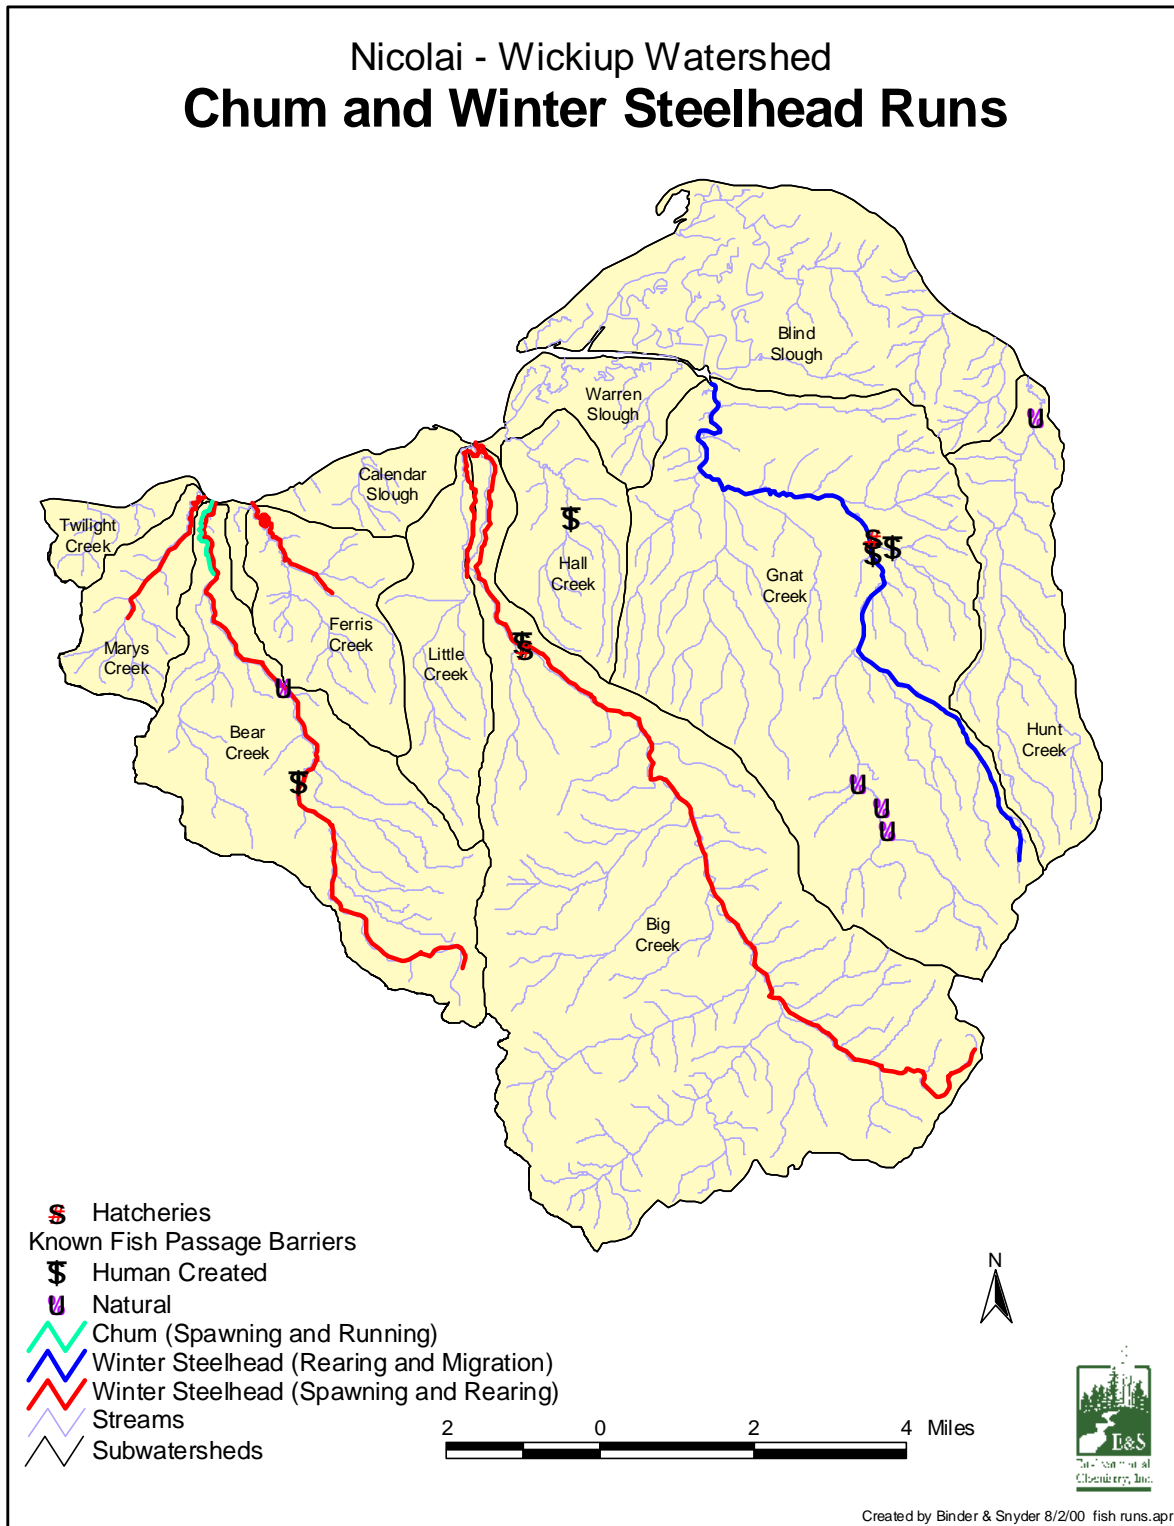 Nicolai - Wickiup Watershed
Chum and Winter Steelhead Runs
Blind
Slough
Warren
Slough
Calendar
Slough
Twilight
Creek
Hall
Creek
Gnat
Creek
Ferris
Creek
Marys
Creek
Little
Creek
Bear
Creek
Hunt
Creek
Big
Creek
Hatcheries
Known Fish Passage Barriers
Human Created
Natural
Chum (Spawning and Running)
Winter Steelhead (Rearing and Migration)
Winter Steelhead (Spawning and Rearing)
Streams
Subwatersheds
2 0 2 4 Miles
N
E&S
Environmental
Chemistry, Inc.
Created by Binder & Snyder 8/2/00 fish runs.apr